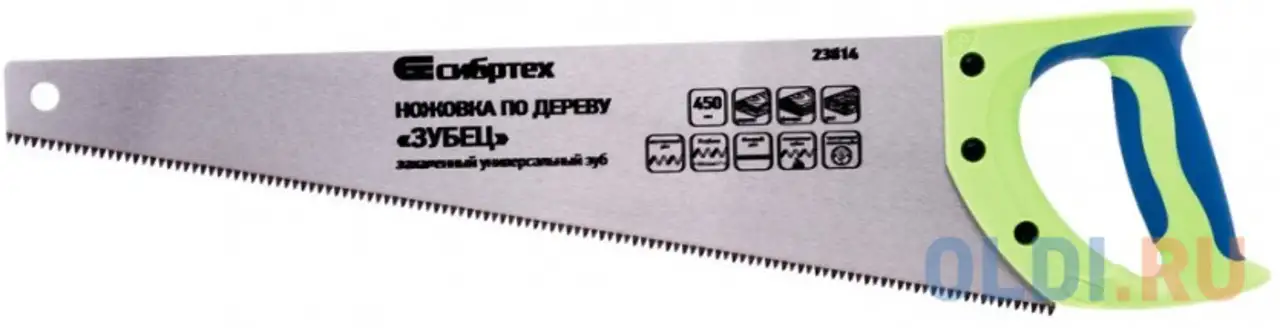 сибртех
23814
НОЖОВКА ПО ДЕРЕВУ
«ЗУБЕЦ»
закаленный универсальный зуб
450
OLDI.RU